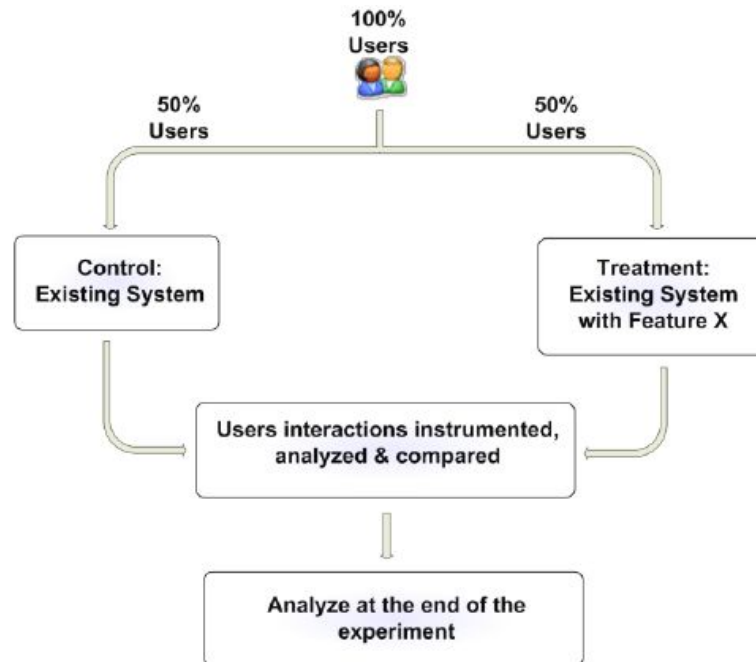 100%
Users
50%
Users
50%
Users
Control:
Existing System
Treatment:
Existing System
with Feature X
Users interactions instrumented,
analyzed & compared
Analyze at the end of the
experiment